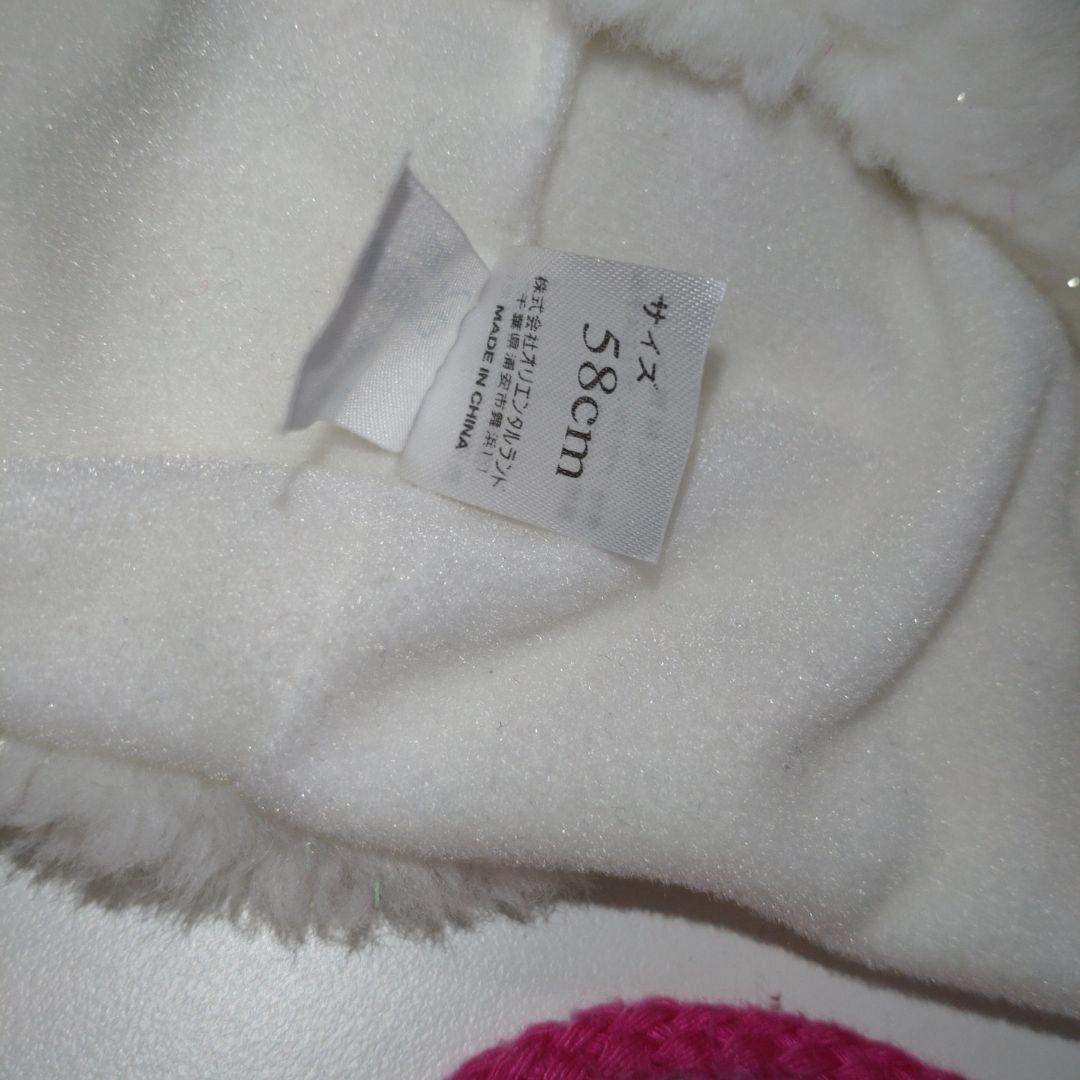 サイズ
58cm
株式会社オリエンタルランド
千葉県浦安市舞浜1-1
MADE IN CHINA